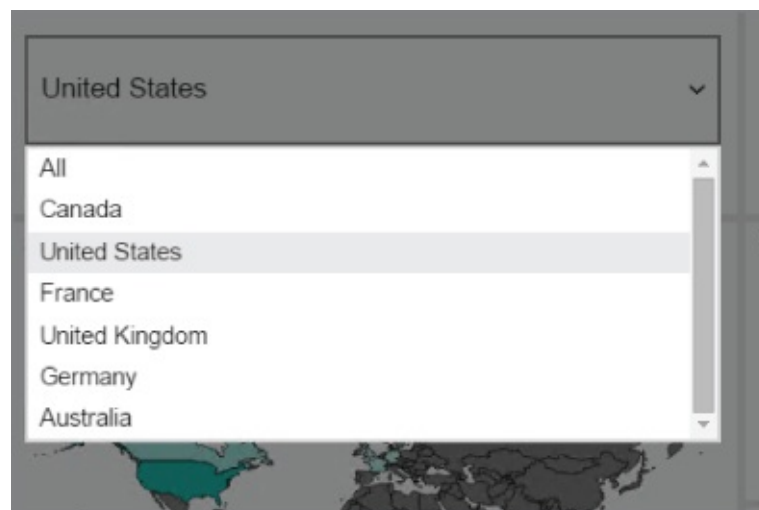 United States
All
Canada
United States
France
United Kingdom
Germany
Australia